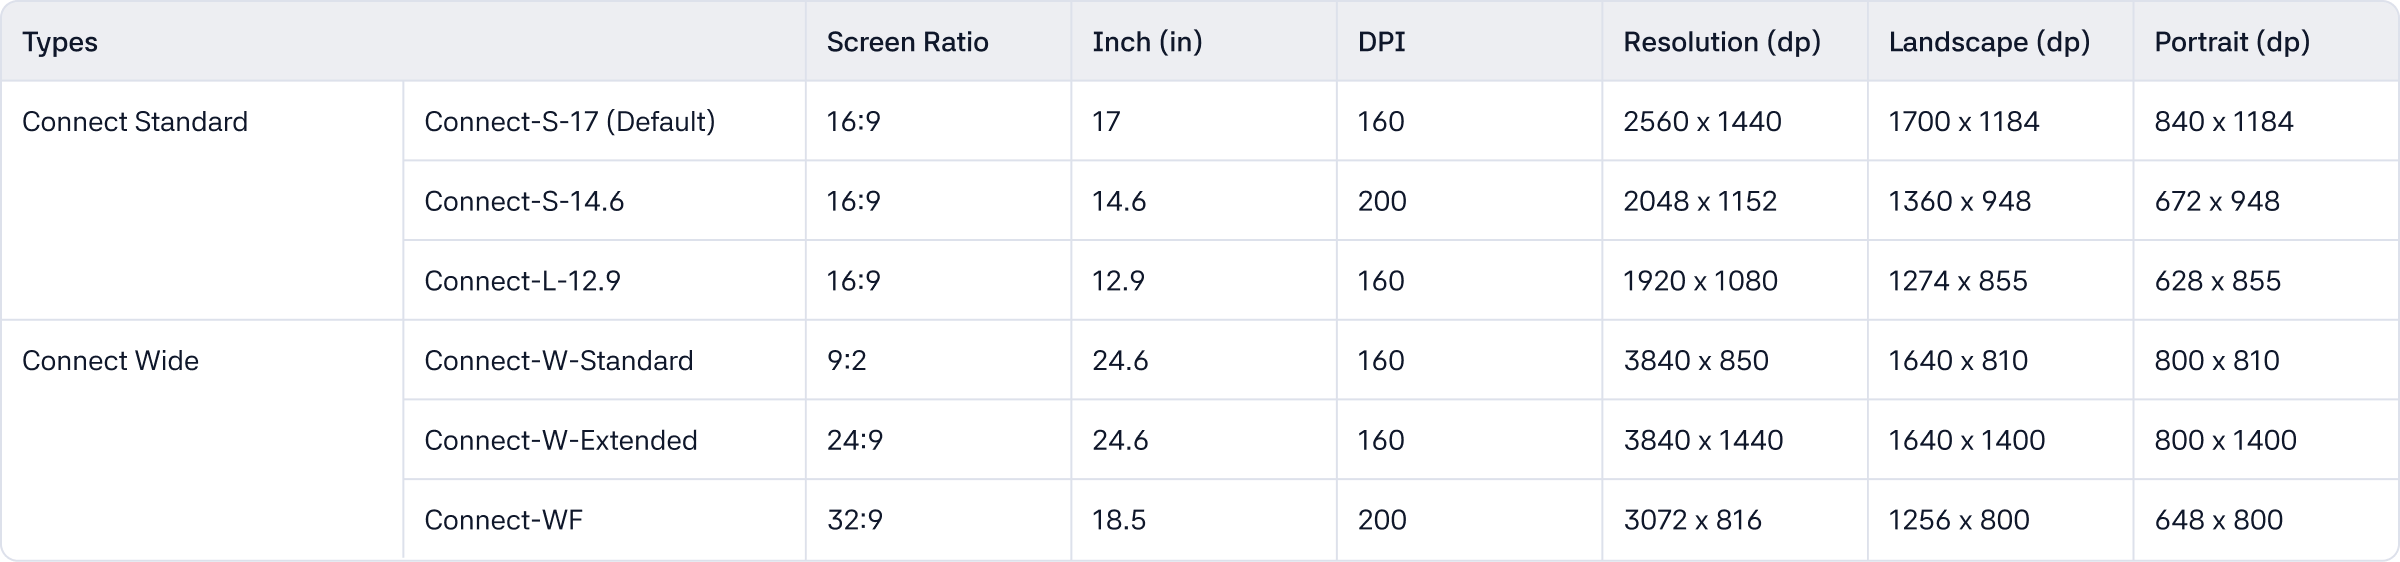 Types Screen Ratio Inch (in) DPI Resolution (dp) Landscape (dp) Portrait (dp)
Connect Standard Connect-S-17 (Default) 16:9 17 160 2560 x 1440 1700 x 1184 840 x 1184
Connect-S-14.6 16:9 14.6 200 2048 x 1152 1360 x 948 672 x 948
Connect-L-12.9 16:9 12.9 160 1920 x 1080 1274 x 855 628 x 855
Connect Wide Connect-W-Standard 9:2 24.6 160 3840 x 850 1640 x 810 800 x 810
Connect-W-Extended 24:9 24.6 160 3840 x 1440 1640 x 1400 800 x 1400
Connect-WF 32:9 18.5 200 3072 x 816 1256 x 800 648 x 800